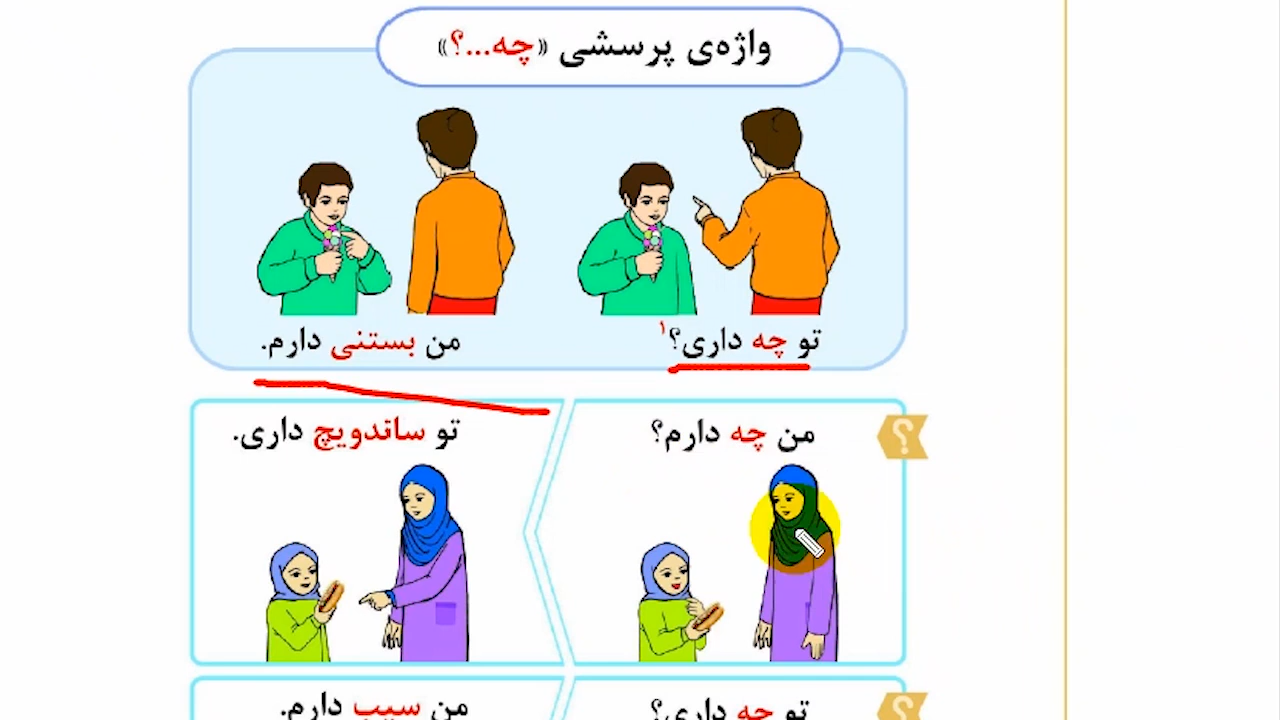 واژه‌ی پرسشی «چه...؟»
تو چه داری؟۱
من بستنی دارم.
من چه دارم؟
تو ساندویچ داری.
تو چه داری؟
من سیب دارم.